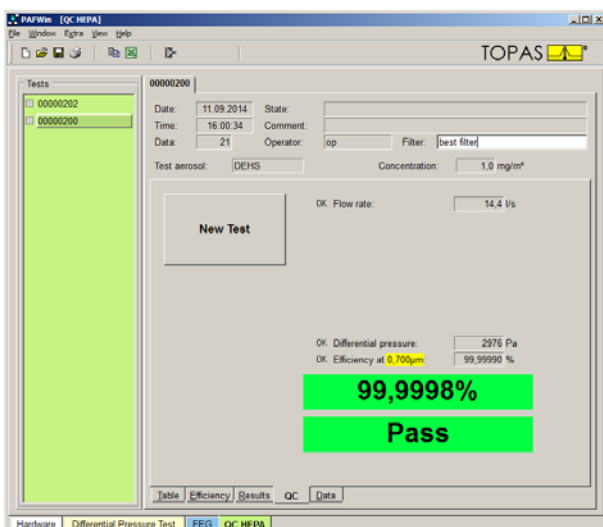 PAFWin [QC HEPA]
File Window Extra View Help
TOPAS
Tests
00000202
00000200
00000200
Date: 11.09.2014 State:
Time: 16:00:34 Comment:
Data: 21 Operator: op Filter: best filter
Test aerosol: DEHS Concentration: 1,0 mg/m³
New Test
OK Flow rate: 14,4 l/s
OK Differential pressure: 2976 Pa
OK Efficiency at 0,700µm: 99,99990 %
99,9998%
Pass
Table Efficiency Results QC Data
Hardware Differential Pressure Test FEG QC HEPA